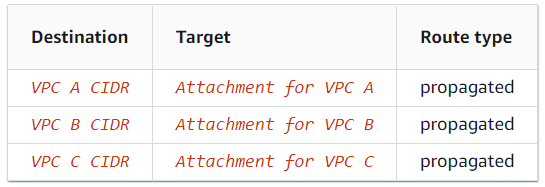 Destination Target Route type
VPC A CIDR Attachment for VPC A propagated
VPC B CIDR Attachment for VPC B propagated
VPC C CIDR Attachment for VPC C propagated